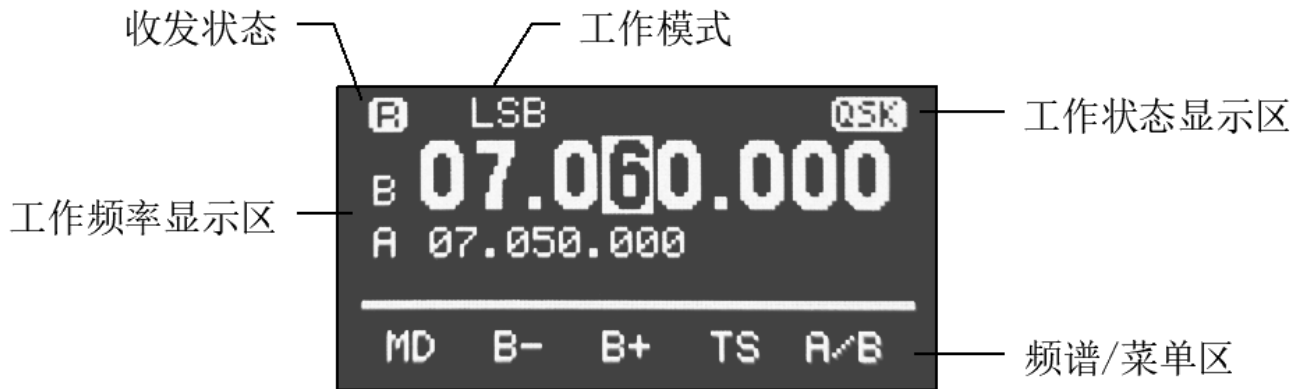 收发状态 工作模式
R LSB QSK 工作状态显示区
B 07.060.000
工作频率显示区
A 07.050.000
MD B- B+ TS A/B
频谱/菜单区